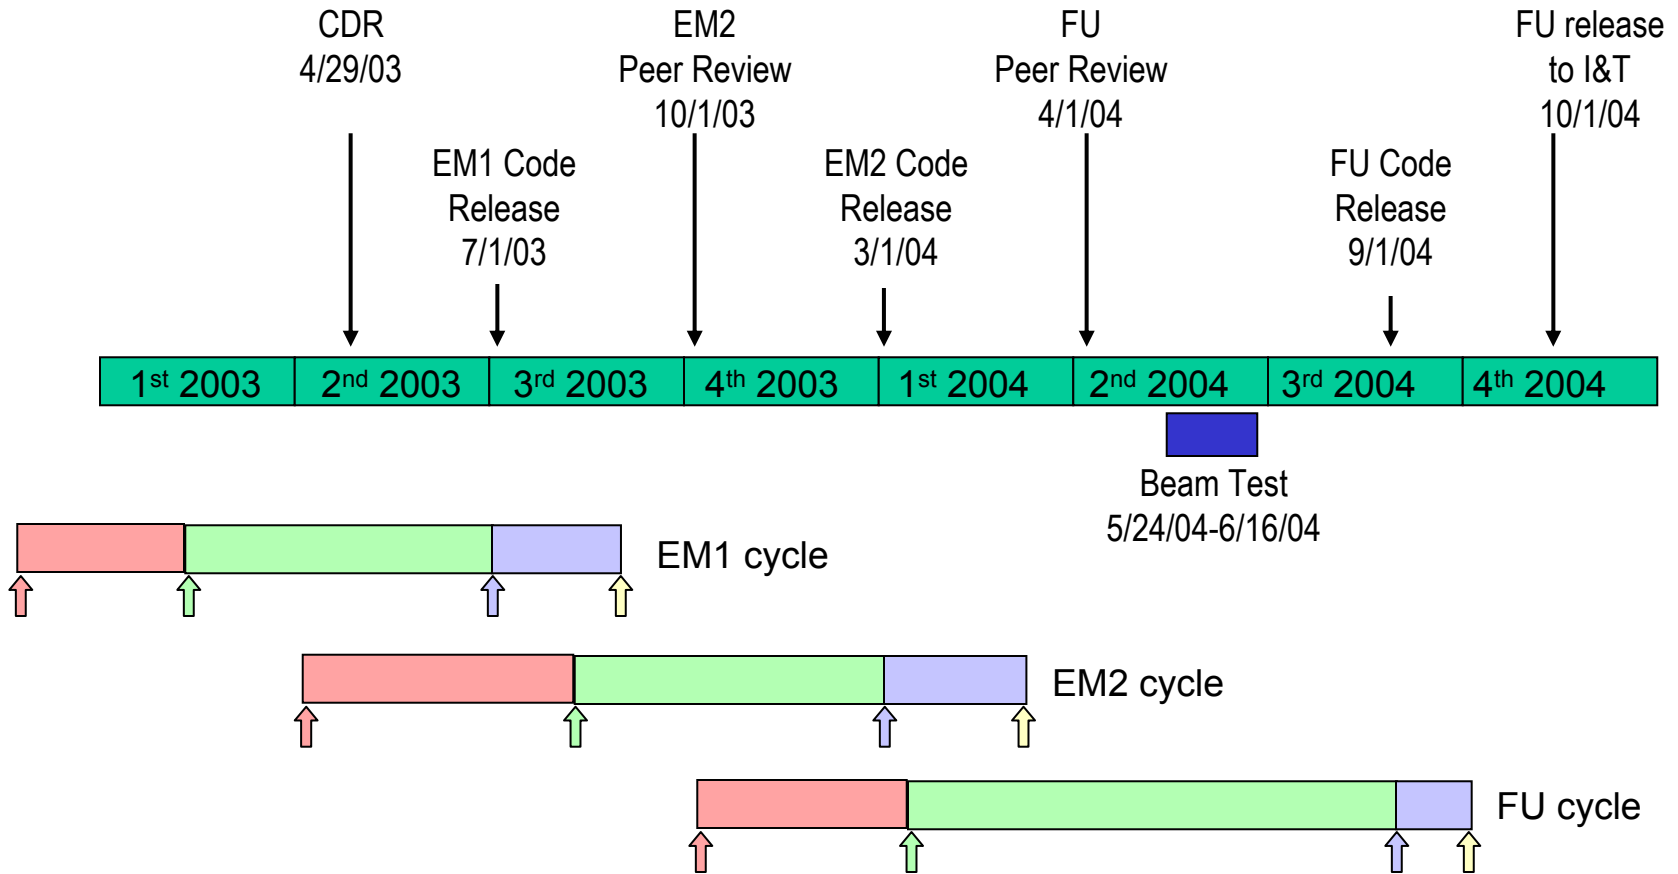 CDR
4/29/03
EM2
Peer Review
10/1/03
FU
Peer Review
4/1/04
FU release
to I&T
10/1/04
EM1 Code
Release
7/1/03
EM2 Code
Release
3/1/04
FU Code
Release
9/1/04
1st 2003
2nd 2003
3rd 2003
4th 2003
1st 2004
2nd 2004
3rd 2004
4th 2004
Beam Test
5/24/04-6/16/04
EM1 cycle
EM2 cycle
FU cycle